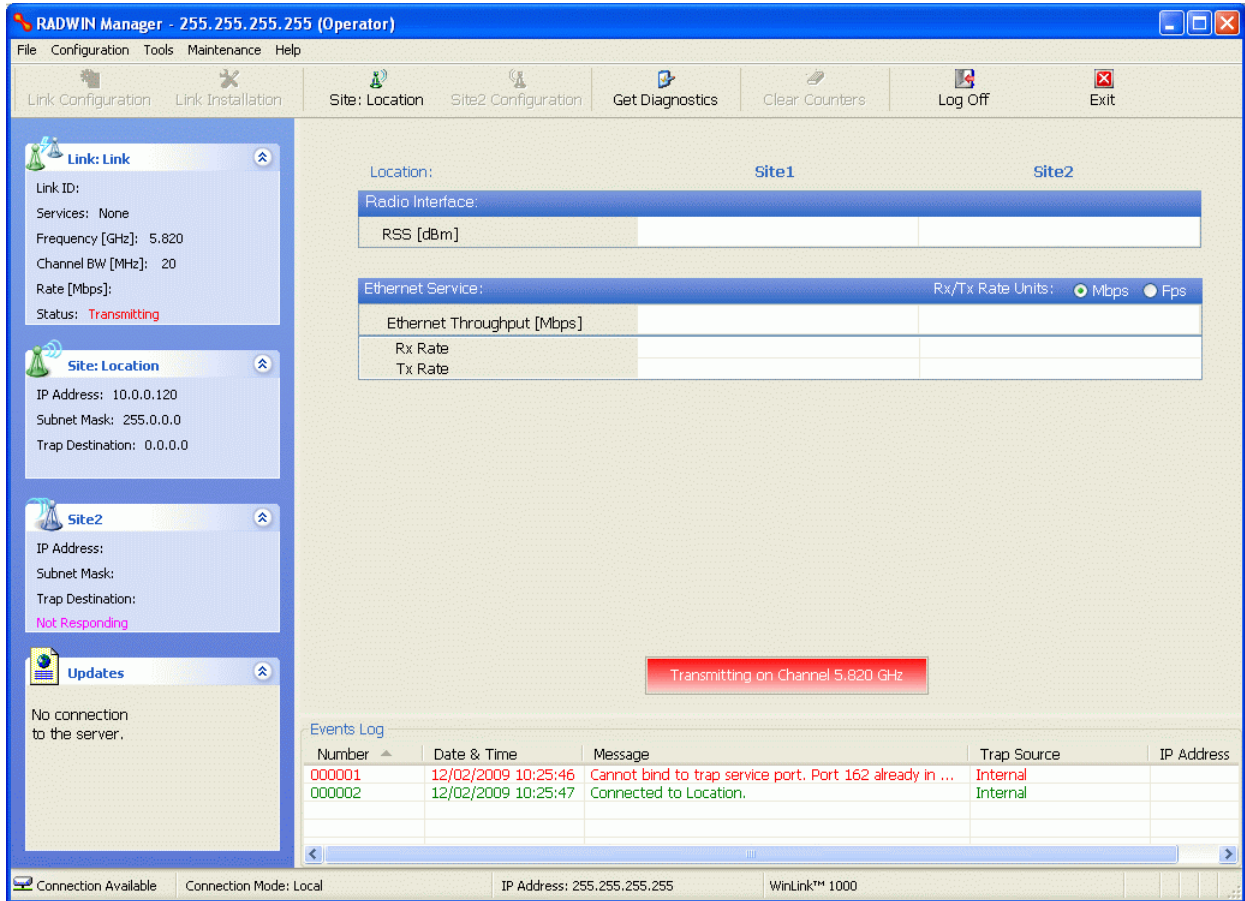 RADWIN Manager - 255.255.255.255 (Operator)
File Configuration Tools Maintenance Help
Link Configuration Link Installation Site: Location Site2 Configuration Get Diagnostics Clear Counters Log Off Exit
Link: Link
Link ID:
Services: None
Frequency [GHz]: 5.820
Channel BW [MHz]: 20
Rate [Mbps]:
Status: Transmitting
Site: Location
IP Address: 10.0.0.120
Subnet Mask: 255.0.0.0
Trap Destination: 0.0.0.0
Site2
IP Address:
Subnet Mask:
Trap Destination:
Not Responding
Updates
No connection
to the server.
Location: Site1 Site2
Radio Interface:
RSS [dBm]
Ethernet Service: Rx/Tx Rate Units: Mbps Fps
Ethernet Throughput [Mbps]
Rx Rate
Tx Rate
Transmitting on Channel 5.820 GHz
Events Log
Number Date & Time Message Trap Source IP Address
000001 12/02/2009 10:25:46 Cannot bind to trap service port. Port 162 already in ... Internal
000002 12/02/2009 10:25:47 Connected to Location. Internal
Connection Available Connection Mode: Local IP Address: 255.255.255.255 WinLink™ 1000